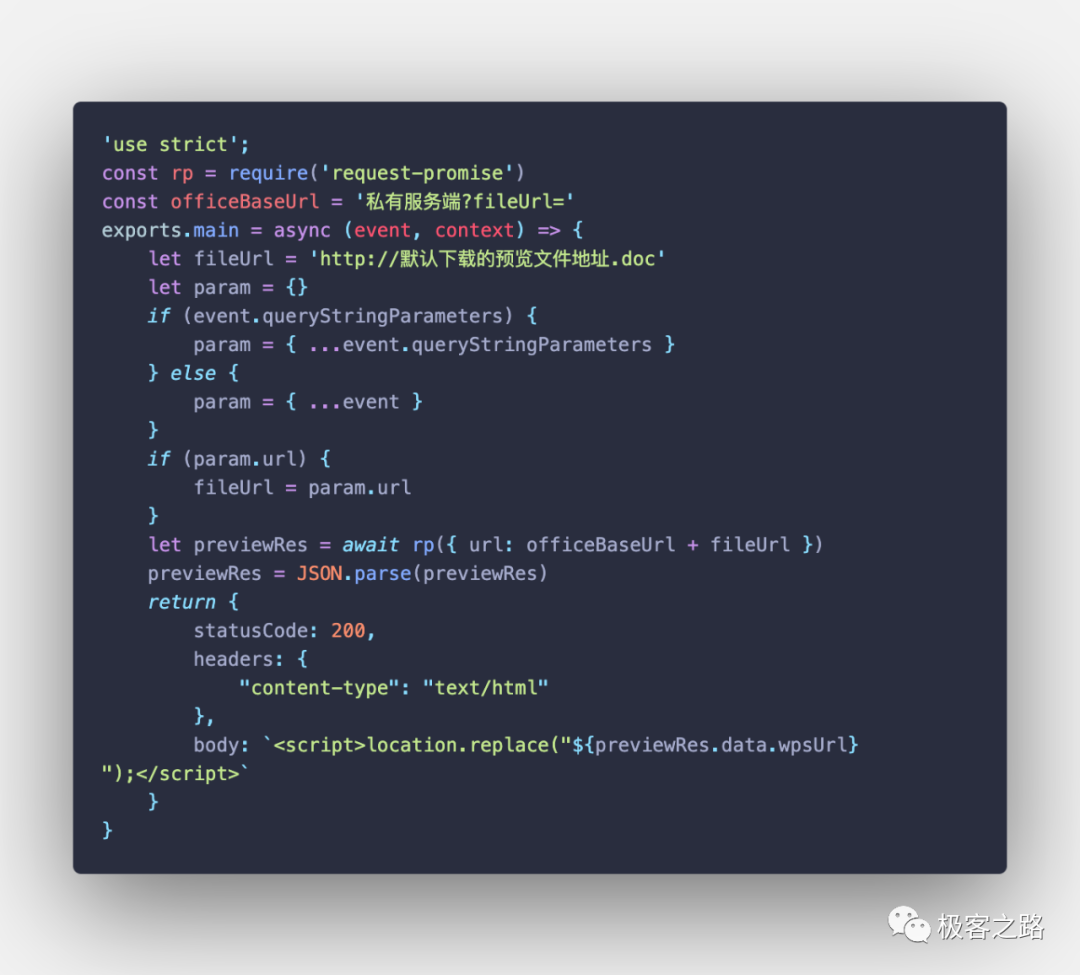 'use strict';
const rp = require('request-promise')
const officeBaseUrl = '私有服务端?fileUrl='
exports.main = async (event, context) => {
    let fileUrl = 'http://默认下载的预览文件地址.doc'
    let param = {}
    if (event.queryStringParameters) {
        param = { ...event.queryStringParameters }
    } else {
        param = { ...event }
    }
    if (param.url) {
        fileUrl = param.url
    }
    let previewRes = await rp({ url: officeBaseUrl + fileUrl })
    previewRes = JSON.parse(previewRes)
    return {
        statusCode: 200,
        headers: {
            "content-type": "text/html"
        },
        body: `<script>location.replace("${previewRes.data.wpsUrl}
");</script>`
    }
}
极客之路